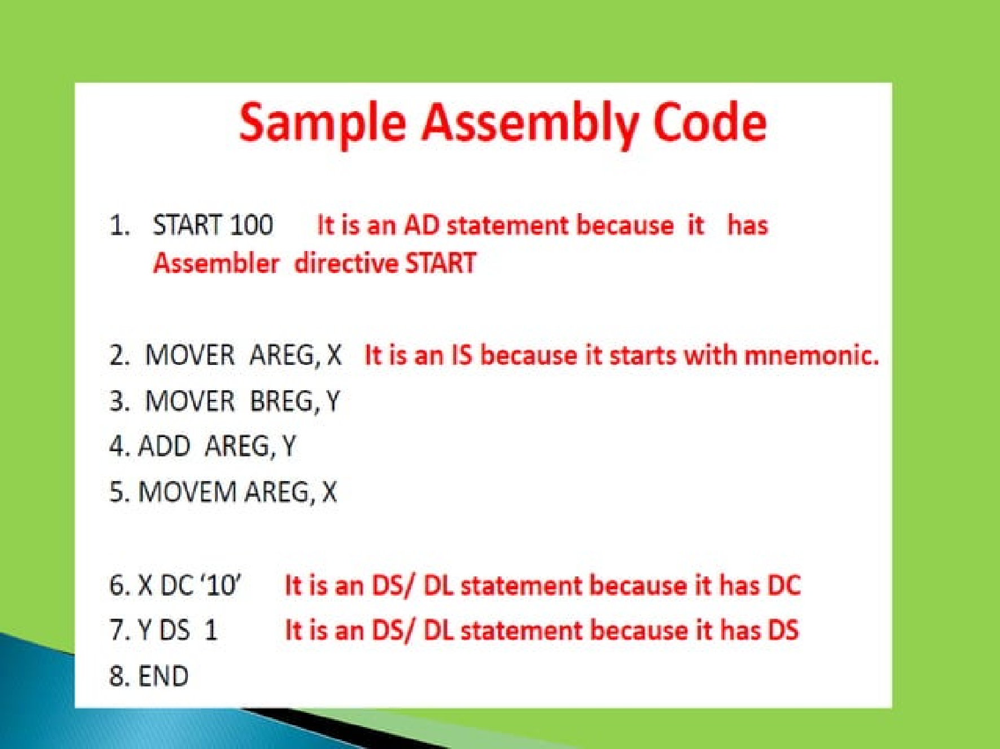 Sample Assembly Code
1. START 100 It is an AD statement because it has
Assembler directive START
2. MOVER AREG, X It is an IS because it starts with mnemonic.
3. MOVER BREG, Y
4. ADD AREG, Y
5. MOVEM AREG, X
6. X DC ‘10’ It is an DS/ DL statement because it has DC
7. Y DS 1 It is an DS/ DL statement because it has DS
8. END